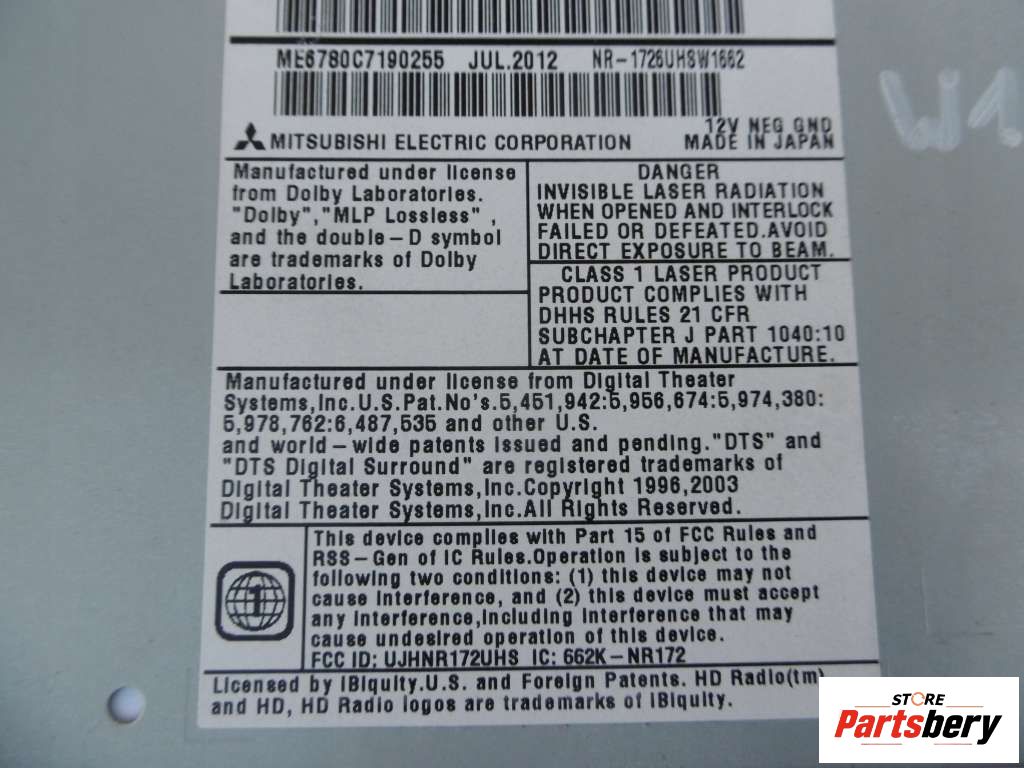 ME6780C7190255 JUL.2012 NR-1726UHSW1662
12V NEG GND
MITSUBISHI ELECTRIC CORPORATION MADE IN JAPAN
Manufactured under license
from Dolby Laboratories.
"Dolby","MLP Lossless" ,
and the double-D symbol
are trademarks of Dolby
Laboratories.
DANGER
INVISIBLE LASER RADIATION
WHEN OPENED AND INTERLOCK
FAILED OR DEFEATED.AVOID
DIRECT EXPOSURE TO BEAM.
CLASS 1 LASER PRODUCT
PRODUCT COMPLIES WITH
DHHS RULES 21 CFR
SUBCHAPTER J PART 1040:10
AT DATE OF MANUFACTURE.
Manufactured under license from Digital Theater
Systems,Inc.U.S.Pat.No's.5,451,942:5,956,674:5,974,380:
5,978,762:6,487,535 and other U.S.
and world-wide patents issued and pending."DTS" and
"DTS Digital Surround" are registered trademarks of
Digital Theater Systems,Inc.Copyright 1996,2003
Digital Theater Systems,Inc.All Rights Reserved.
1
This device complies with Part 15 of FCC Rules and
RSS-Gen of IC Rules.Operation is subject to the
following two conditions: (1) this device may not
cause interference, and (2) this device must accept
any interference,including interference that may
cause undesired operation of this device.
FCC ID: UJHNR172UHS IC: 662K-NR172
Licensed by iBiquity.U.S. and Foreign Patents. HD Radio(tm)
and HD, HD Radio logos are trademarks of iBiquity.
STORE
Partsbery